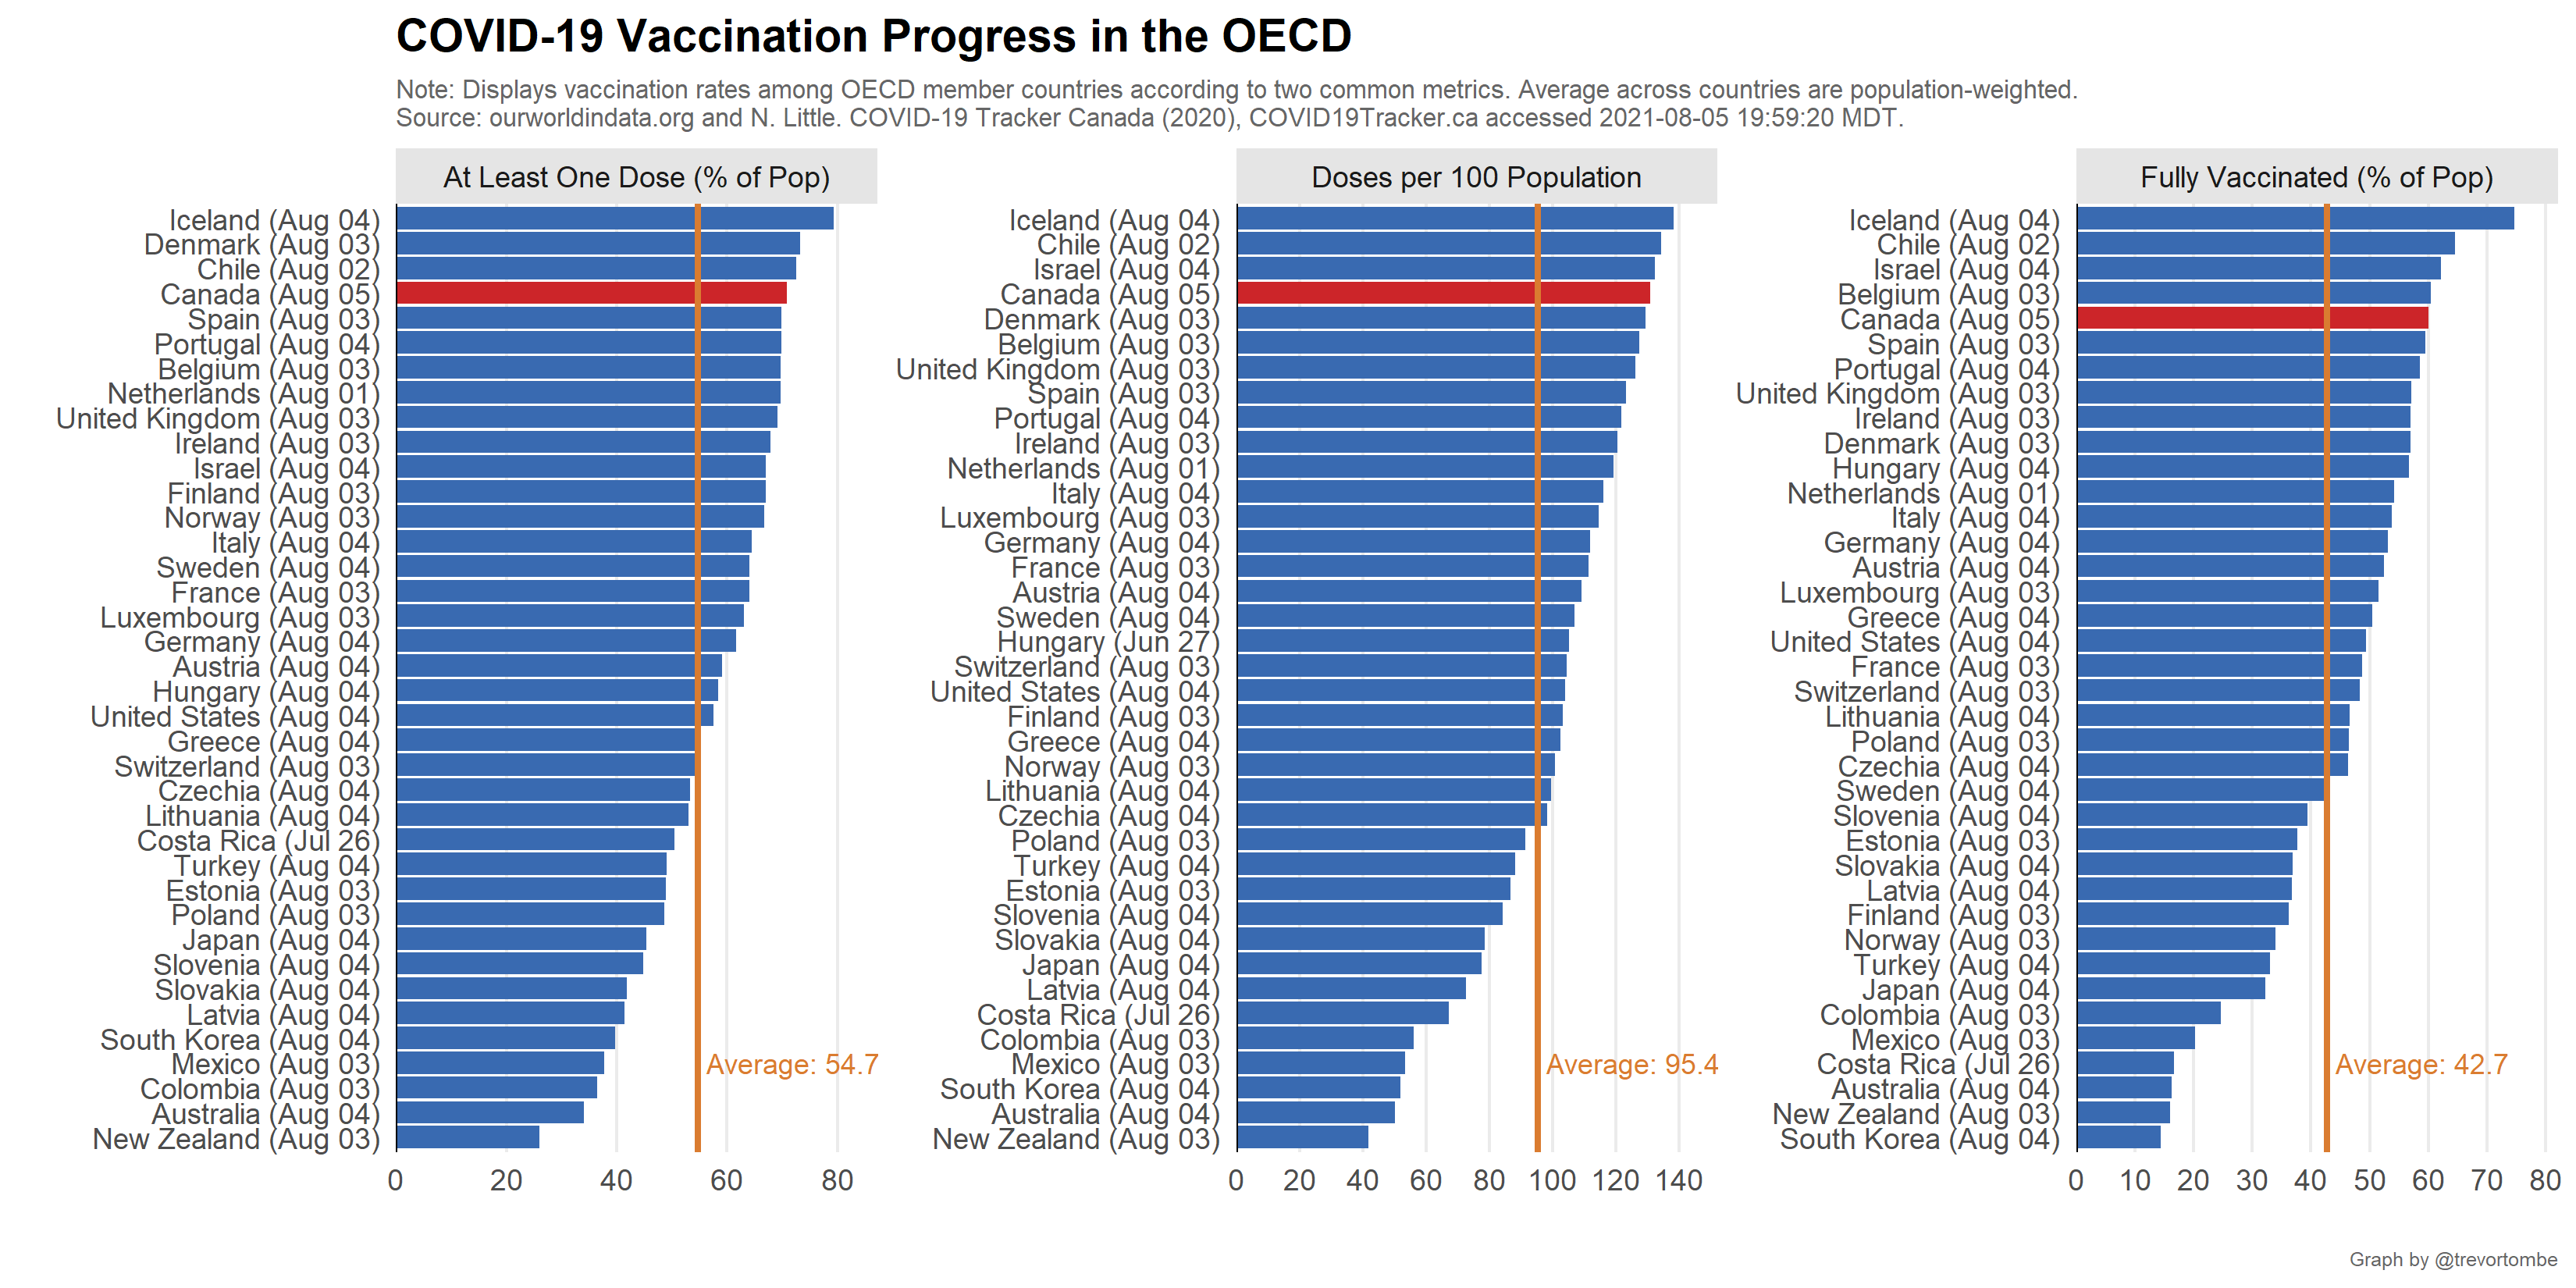 COVID-19 Vaccination Progress in the OECD
Note: Displays vaccination rates among OECD member countries according to two common metrics. Average across countries are population-weighted.
Source: ourworldindata.org and N. Little. COVID-19 Tracker Canada (2020), COVID19Tracker.ca accessed 2021-08-05 19:59:20 MDT.
At Least One Dose (% of Pop)
Iceland (Aug 04)
Denmark (Aug 03)
Chile (Aug 02)
Canada (Aug 05)
Spain (Aug 03)
Portugal (Aug 04)
Belgium (Aug 03)
Netherlands (Aug 01)
United Kingdom (Aug 03)
Ireland (Aug 03)
Israel (Aug 04)
Finland (Aug 03)
Norway (Aug 03)
Italy (Aug 04)
Sweden (Aug 04)
France (Aug 03)
Luxembourg (Aug 03)
Germany (Aug 04)
Austria (Aug 04)
Hungary (Aug 04)
United States (Aug 04)
Greece (Aug 04)
Switzerland (Aug 03)
Czechia (Aug 04)
Lithuania (Aug 04)
Costa Rica (Jul 26)
Turkey (Aug 04)
Estonia (Aug 03)
Poland (Aug 03)
Japan (Aug 04)
Slovenia (Aug 04)
Slovakia (Aug 04)
Latvia (Aug 04)
South Korea (Aug 04)
Mexico (Aug 03)
Colombia (Aug 03)
Australia (Aug 04)
New Zealand (Aug 03)
Average: 54.7
0 20 40 60 80
Doses per 100 Population
Iceland (Aug 04)
Chile (Aug 02)
Israel (Aug 04)
Canada (Aug 05)
Denmark (Aug 03)
Belgium (Aug 03)
United Kingdom (Aug 03)
Spain (Aug 03)
Portugal (Aug 04)
Ireland (Aug 03)
Netherlands (Aug 01)
Italy (Aug 04)
Luxembourg (Aug 03)
Germany (Aug 04)
France (Aug 03)
Austria (Aug 04)
Sweden (Aug 04)
Hungary (Jun 27)
Switzerland (Aug 03)
United States (Aug 04)
Finland (Aug 03)
Greece (Aug 04)
Norway (Aug 03)
Lithuania (Aug 04)
Czechia (Aug 04)
Poland (Aug 03)
Turkey (Aug 04)
Estonia (Aug 03)
Slovenia (Aug 04)
Slovakia (Aug 04)
Japan (Aug 04)
Latvia (Aug 04)
Costa Rica (Jul 26)
Colombia (Aug 03)
Mexico (Aug 03)
South Korea (Aug 04)
Australia (Aug 04)
New Zealand (Aug 03)
Average: 95.4
0 20 40 60 80 100 120 140
Fully Vaccinated (% of Pop)
Iceland (Aug 04)
Chile (Aug 02)
Israel (Aug 04)
Belgium (Aug 03)
Canada (Aug 05)
Spain (Aug 03)
Portugal (Aug 04)
United Kingdom (Aug 03)
Ireland (Aug 03)
Denmark (Aug 03)
Hungary (Aug 04)
Netherlands (Aug 01)
Italy (Aug 04)
Germany (Aug 04)
Austria (Aug 04)
Luxembourg (Aug 03)
Greece (Aug 04)
United States (Aug 04)
France (Aug 03)
Switzerland (Aug 03)
Lithuania (Aug 04)
Poland (Aug 03)
Czechia (Aug 04)
Sweden (Aug 04)
Slovenia (Aug 04)
Estonia (Aug 03)
Slovakia (Aug 04)
Latvia (Aug 04)
Finland (Aug 03)
Norway (Aug 03)
Turkey (Aug 04)
Japan (Aug 04)
Colombia (Aug 03)
Mexico (Aug 03)
Costa Rica (Jul 26)
Australia (Aug 04)
New Zealand (Aug 03)
South Korea (Aug 04)
Average: 42.7
0 10 20 30 40 50 60 70 80
Graph by @trevortombe